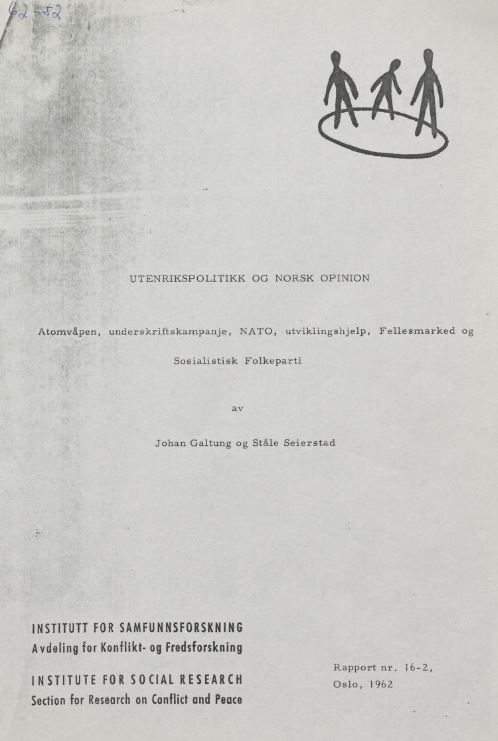 62-52
UTENRIKSPOLITIKK OG NORSK OPINION
Atomvåpen, underskriftskampanje, NATO, utviklingshjelp, Fellesmarked og
Sosialistisk Folkeparti
av
Johan Galtung og Ståle Seierstad
INSTITUTT FOR SAMFUNNSFORSKNING
Avdeling for Konflikt- og Fredsforskning
INSTITUTE FOR SOCIAL RESEARCH
Section for Research on Conflict and Peace
Rapport nr. 16-2,
Oslo, 1962